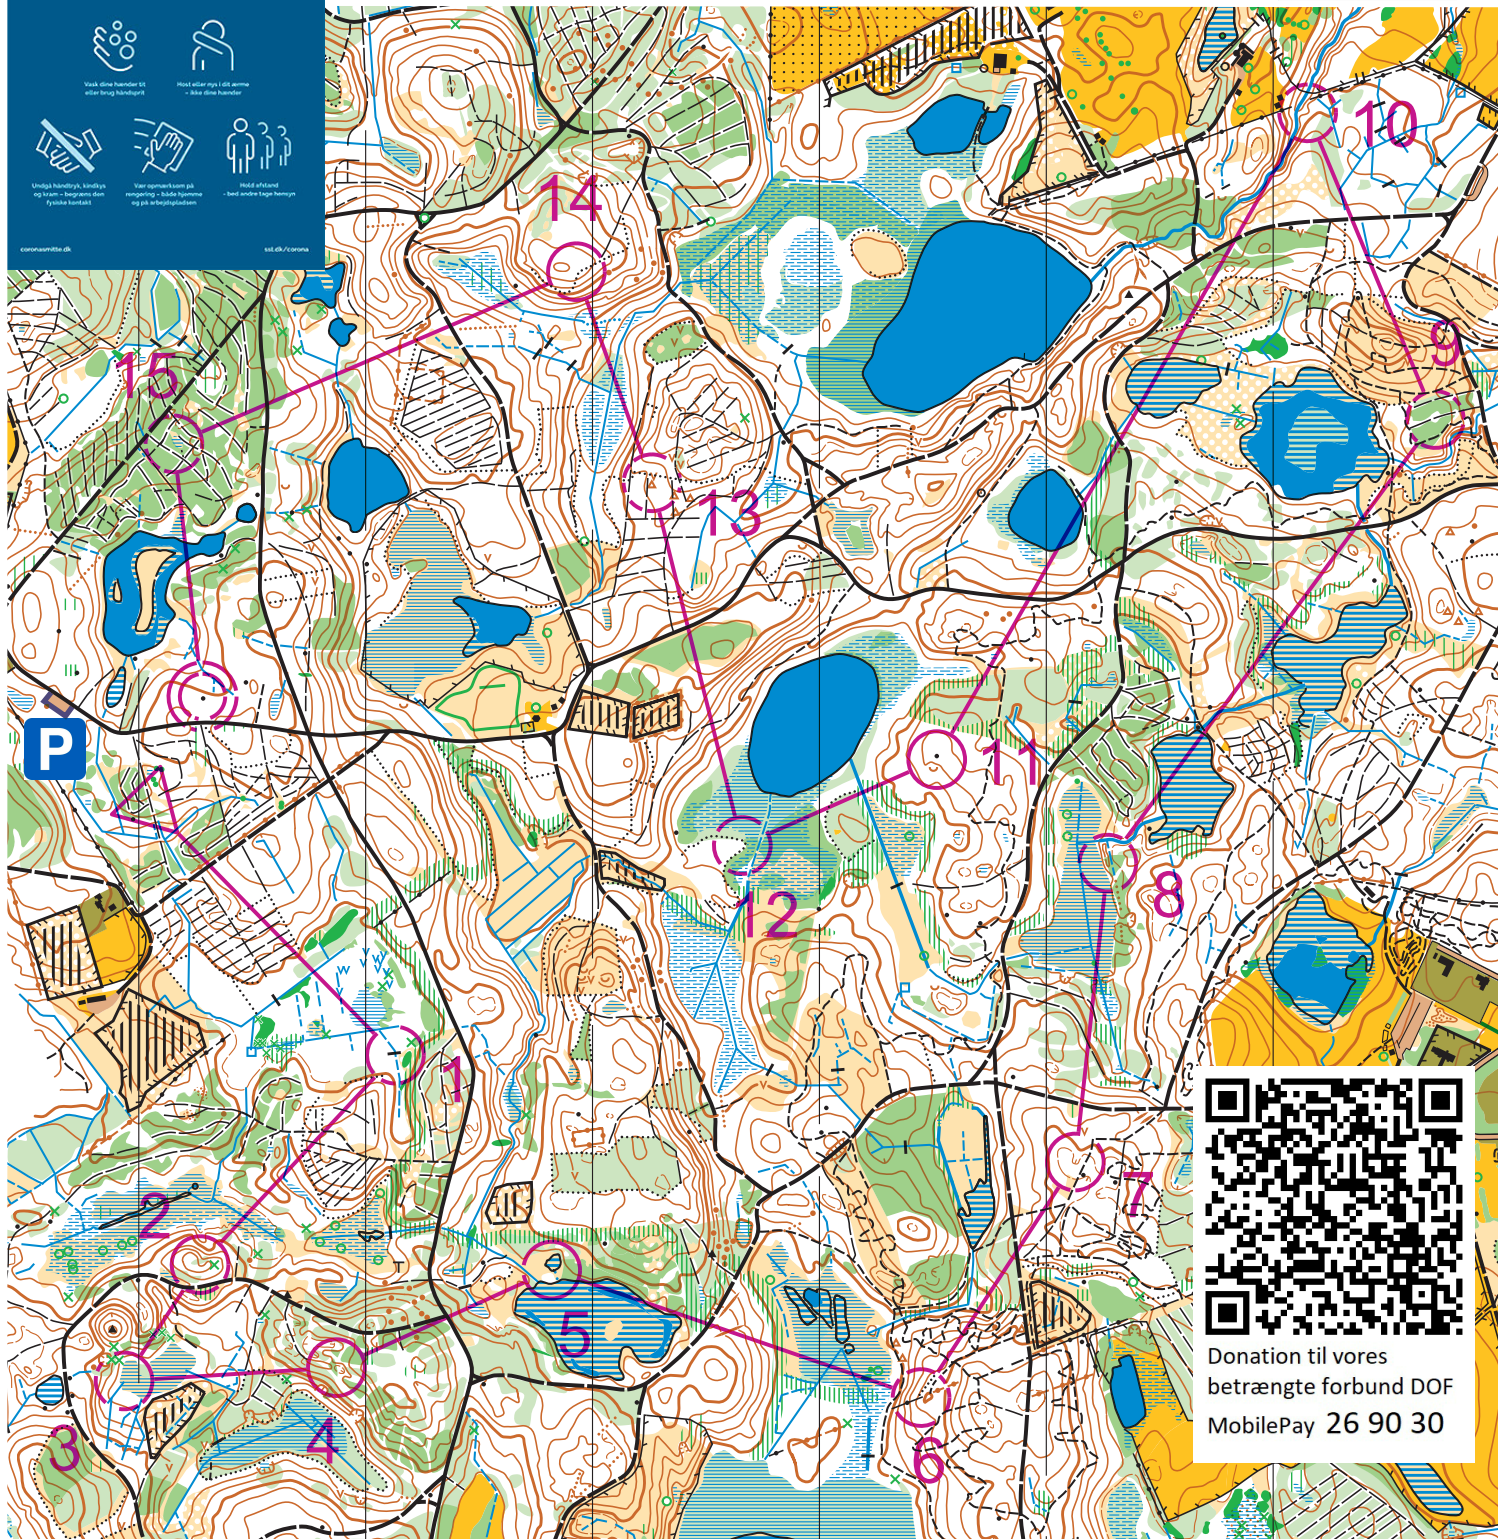 Vask dine hænder tit
eller brug håndsprit
Host eller nys i dit ærme
– ikke dine hænder
Undgå håndtryk, kindkys
og kram – begræns den
fysiske kontakt
Vær opmærksom på
rengøring – både hjemme
og på arbejdspladsen
Hold afstand
- bed andre tage hensyn
coronasmitte.dk
sst.dk/corona
10
14
9
15
13
P
11
8
12
1
7
2
5
3
4
6
Donation til vores
betrængte forbund DOF
MobilePay 26 90 30